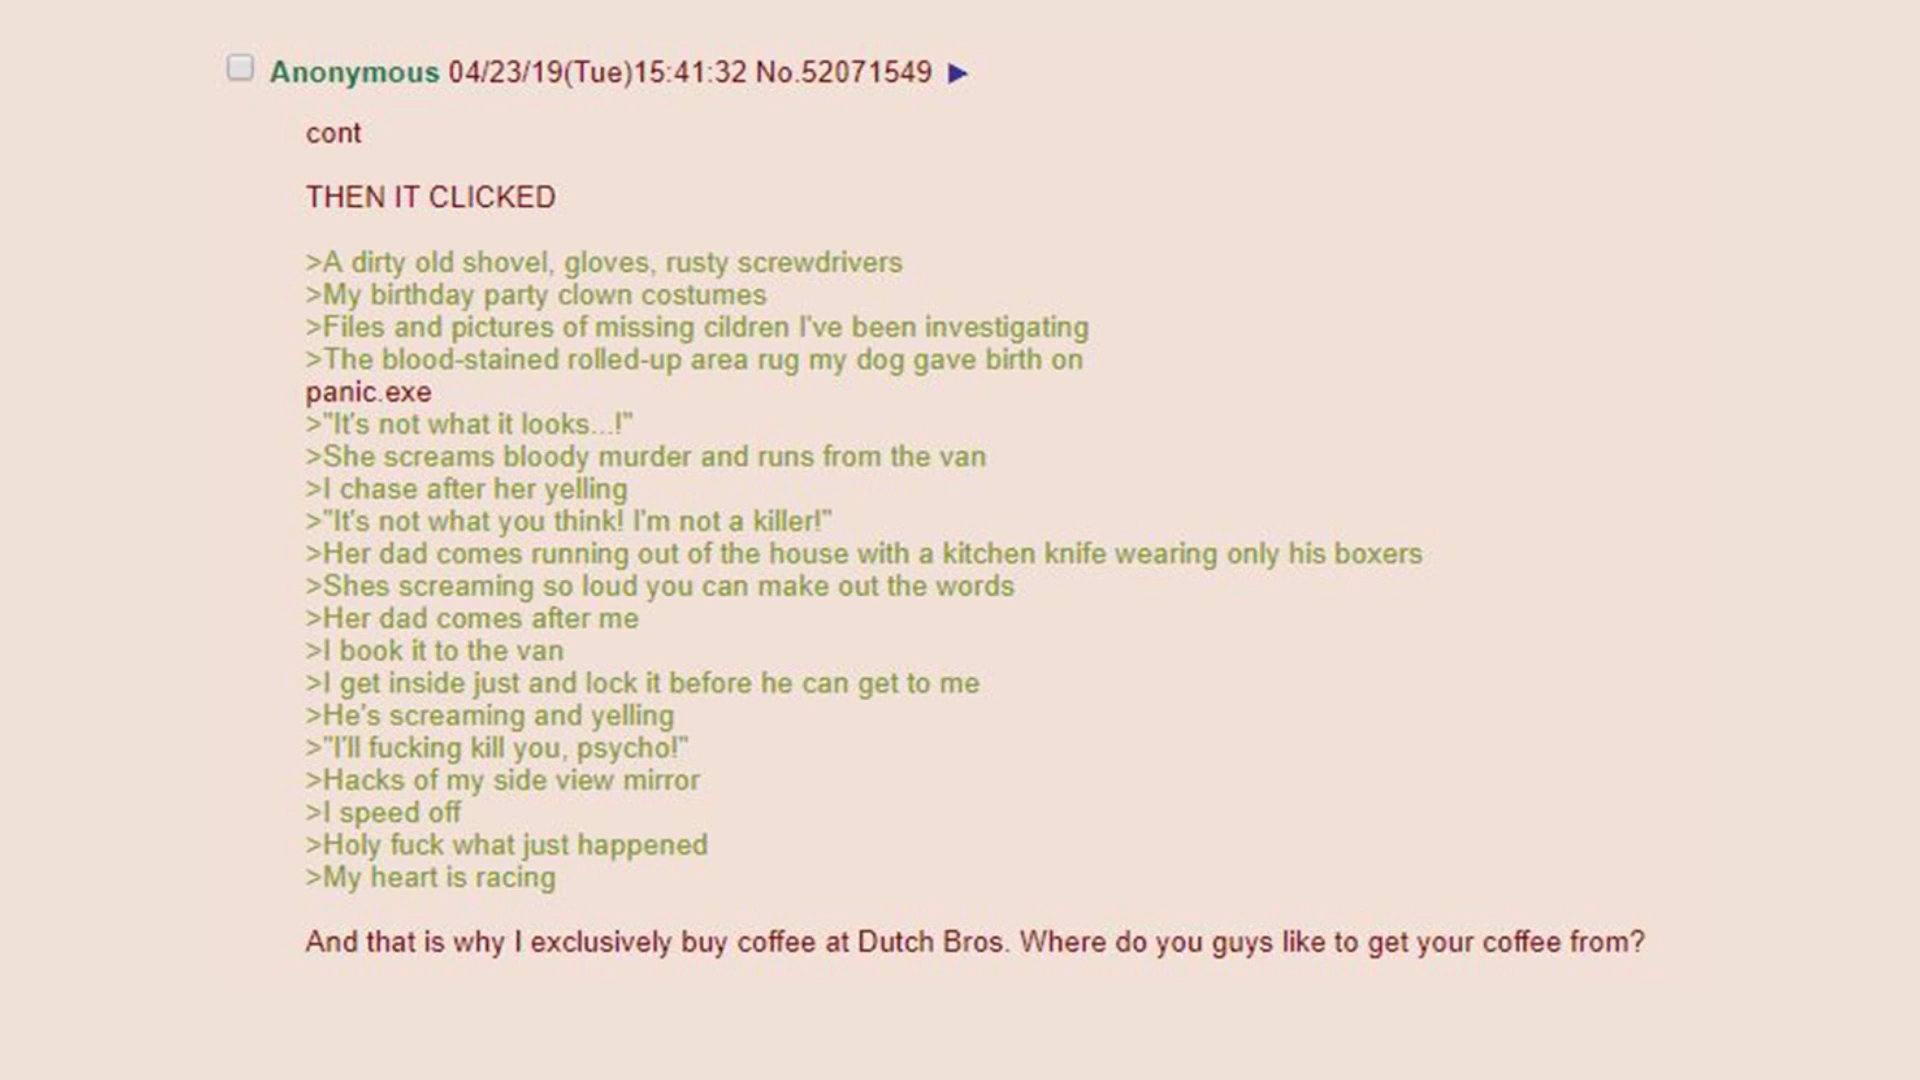 Anonymous 04/23/19(Tue)15:41:32 No.52071549 ▶
cont
THEN IT CLICKED
>A dirty old shovel, gloves, rusty screwdrivers
>My birthday party clown costumes
>Files and pictures of missing cildren I've been investigating
>The blood-stained rolled-up area rug my dog gave birth on
panic.exe
>"It's not what it looks...!"
>She screams bloody murder and runs from the van
>I chase after her yelling
>"It's not what you think! I'm not a killer!"
>Her dad comes running out of the house with a kitchen knife wearing only his boxers
>Shes screaming so loud you can make out the words
>Her dad comes after me
>I book it to the van
>I get inside just and lock it before he can get to me
>He's screaming and yelling
>"I'll fucking kill you, psycho!"
>Hacks of my side view mirror
>I speed off
>Holy fuck what just happened
>My heart is racing
And that is why I exclusively buy coffee at Dutch Bros. Where do you guys like to get your coffee from?